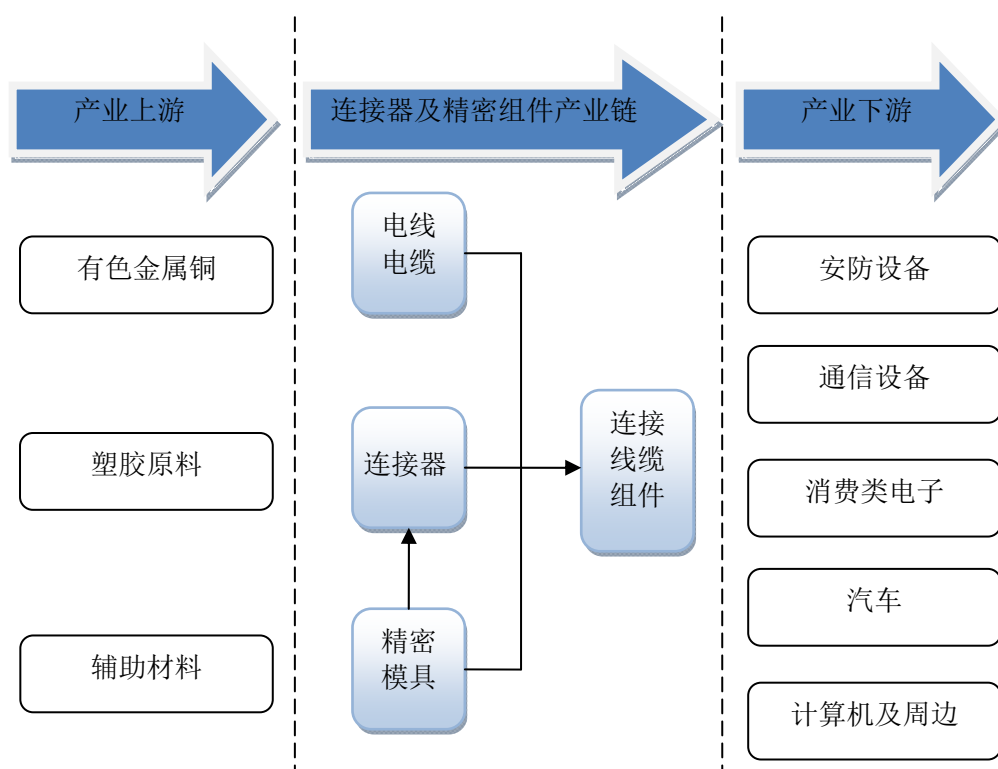 产业上游
连接器及精密组件产业链
产业下游
有色金属铜
塑胶原料
辅助材料
电线
电缆
连接器
精密
模具
连接
线缆
组件
安防设备
通信设备
消费类电子
汽车
计算机及周边